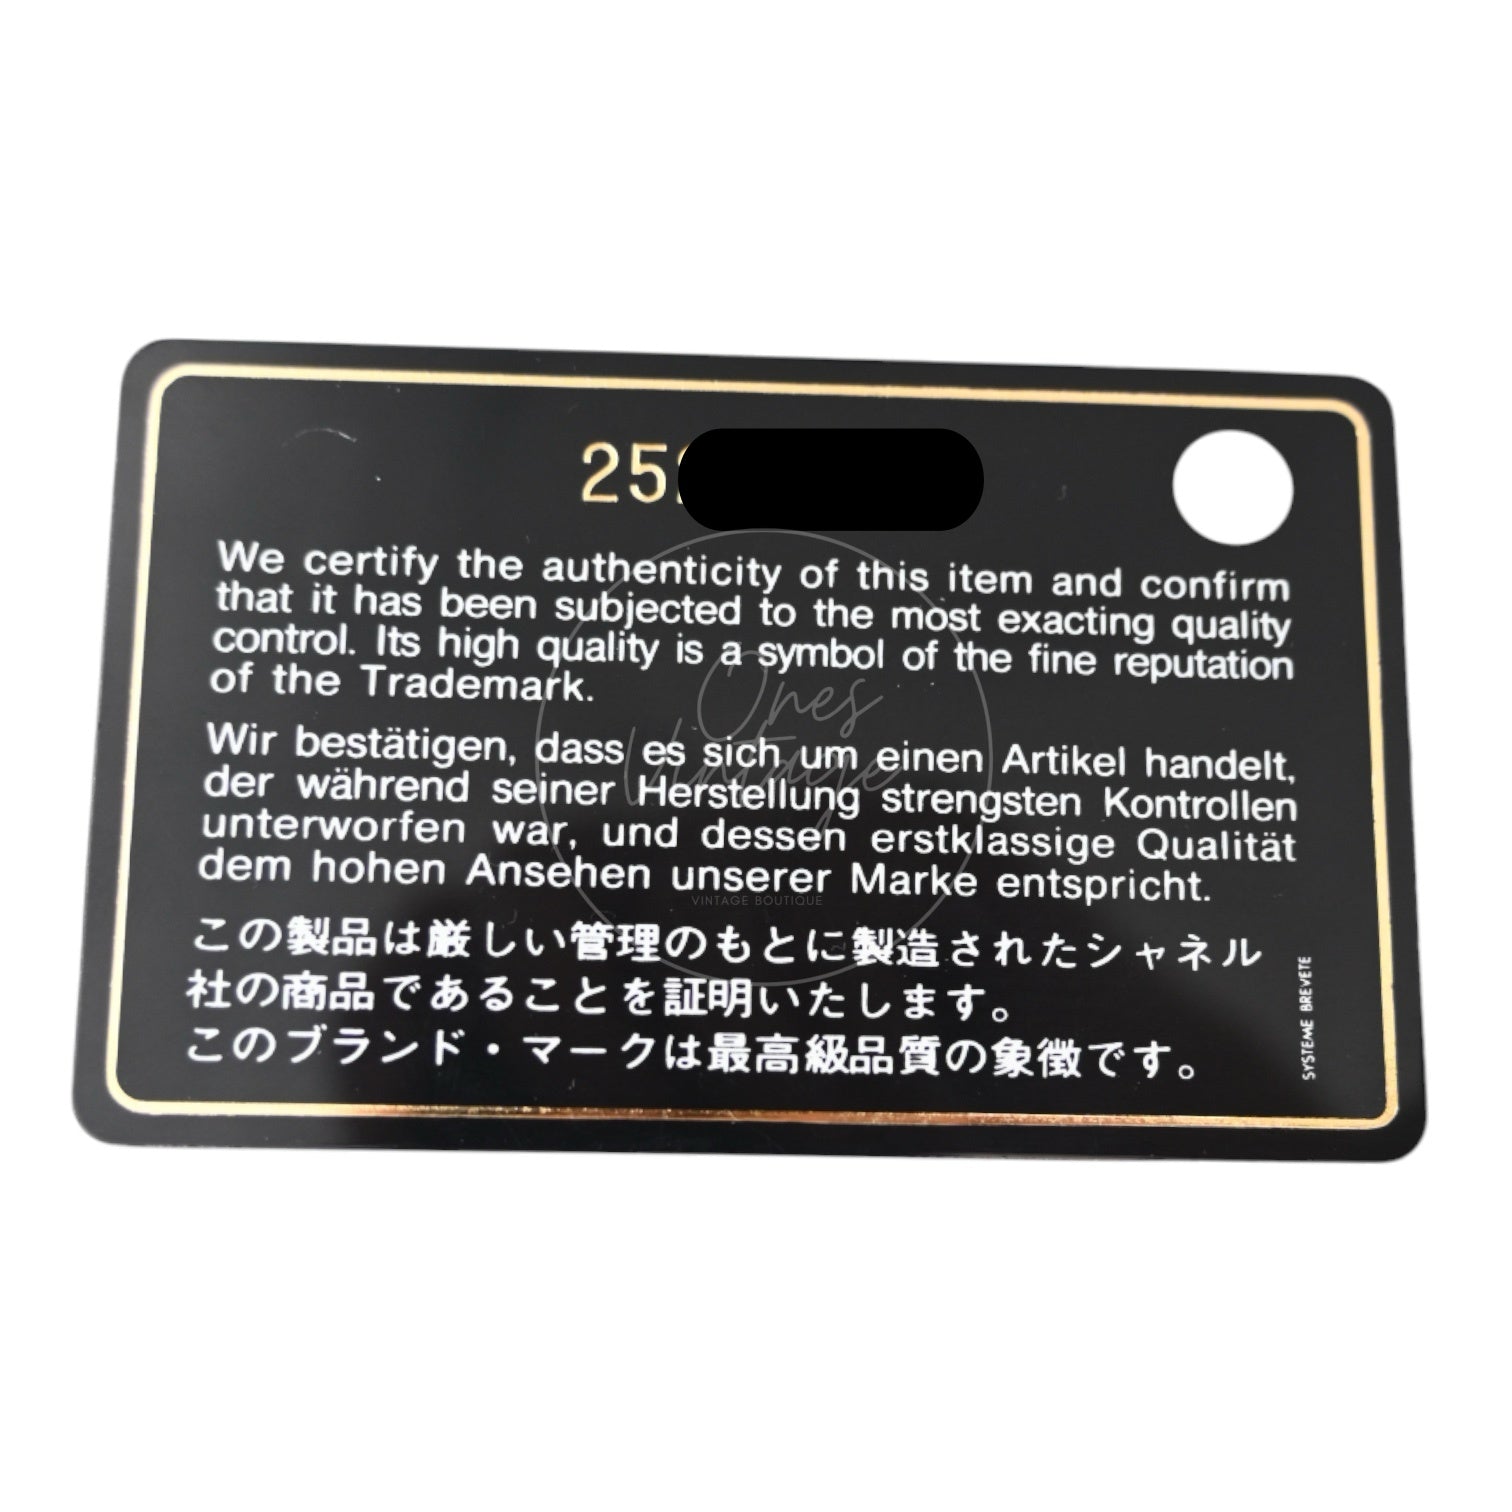 25
We certify the authenticity of this item and confirm
that it has been subjected to the most exacting quality
control. Its high quality is a symbol of the fine reputation
of the Trademark.
Wir bestätigen, dass es sich um einen Artikel handelt,
der während seiner Herstellung strengsten Kontrollen
unterworfen war, und dessen erstklassige Qualität
dem hohen Ansehen unserer Marke entspricht.
この製品は厳しい管理のもとに製造されたシャネル
社の商品であることを証明いたします。
このブランド・マークは最高級品質の象徴です。
SYSTEME BREVETE
Ones
Vintage
VINTAGE BOUTIQUE